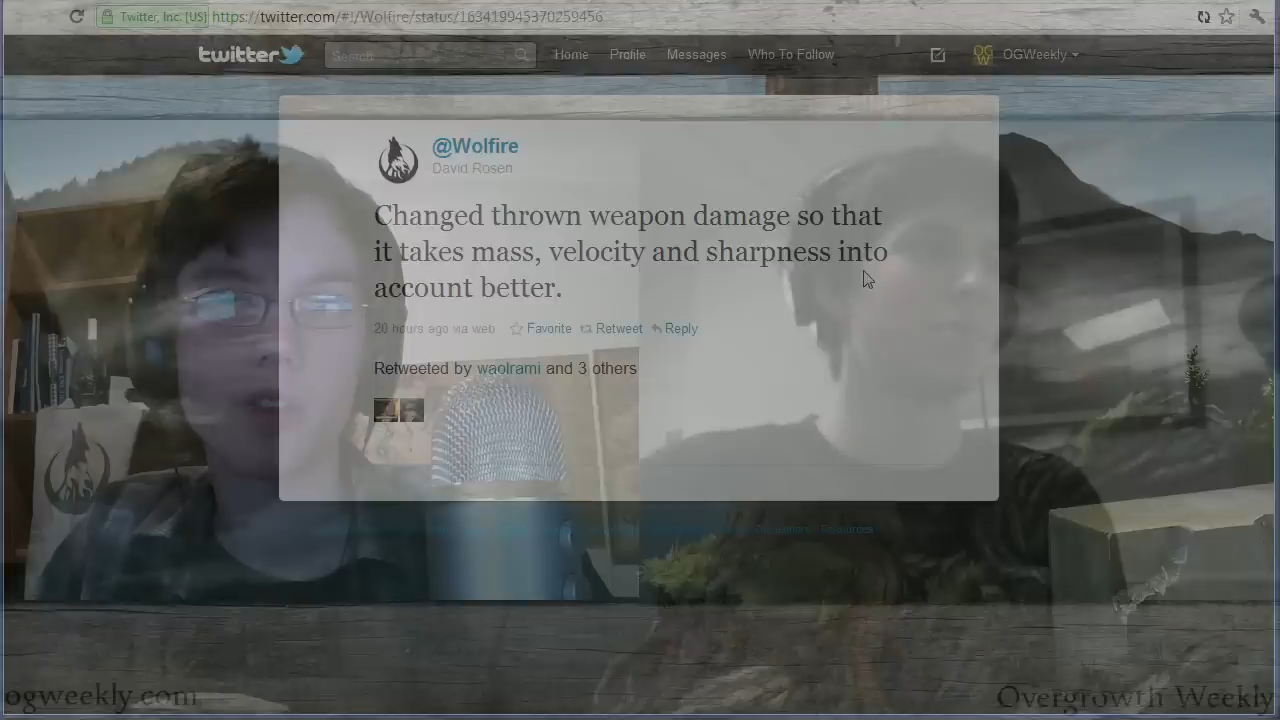 Twitter, Inc. [US] https://twitter.com/#!/Wolfire/status/163419945370259456
twitter Search Home Profile Messages Who To Follow OGWeekly
@Wolfire
David Rosen
Changed thrown weapon damage so that
it takes mass, velocity and sharpness into
account better.
20 hours ago via web Favorite Retweet Reply
Retweeted by waolrami and 3 others
Resources
ogweekly.com
Overgrowth Weekly